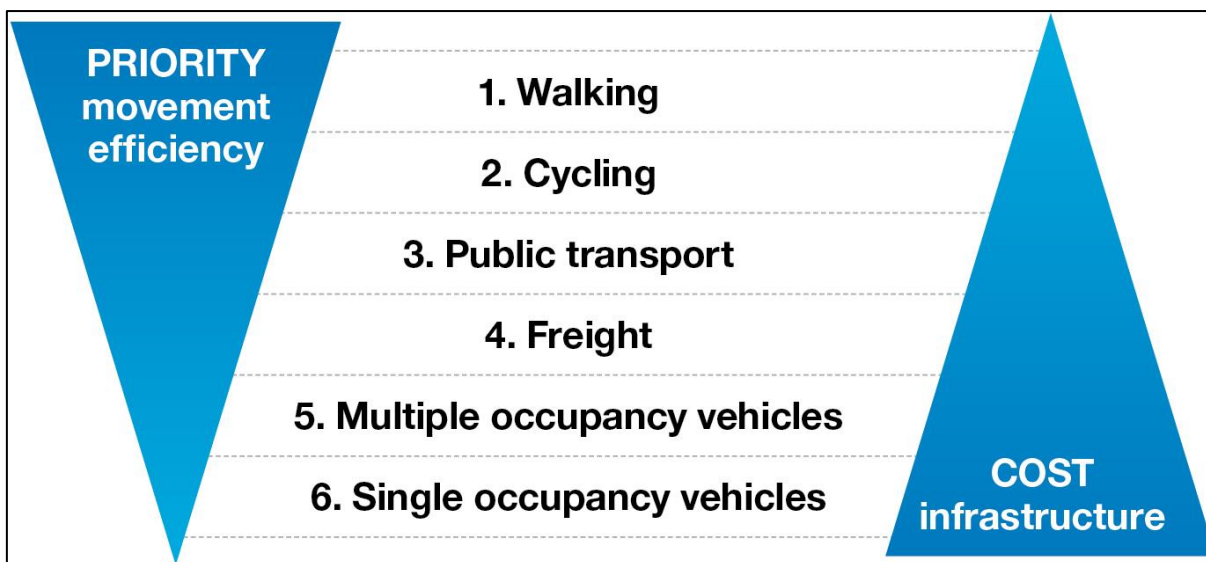 PRIORITY
movement
efficiency
1. Walking
2. Cycling
3. Public transport
4. Freight
5. Multiple occupancy vehicles
6. Single occupancy vehicles
COST
infrastructure